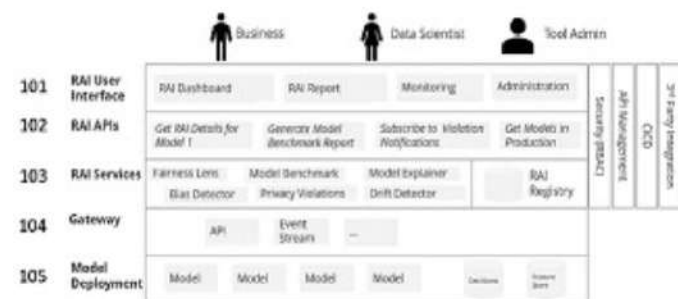 Business
Data Scientist
Tool Admin
101
RAI User
Interface
RAI Dashboard
RAI Report
Monitoring
Administration
102
RAI APIs
Get RAI Details for
Model 1
Generate Model
Benchmark Report
Subscribe to Violation
Notifications
Get Models in
Production
103
RAI Services
Fairness Lens
Model Benchmark
Model Explainer
Bias Detector
Privacy Violations
Drift Detector
RAI
Registry
104
Gateway
API
Event
Stream
...
105
Model
Deployment
Model
Model
Model
Model
Decisions
Feature
Store
Security (RBAC)
API Management
CICD
3rd Party Integration